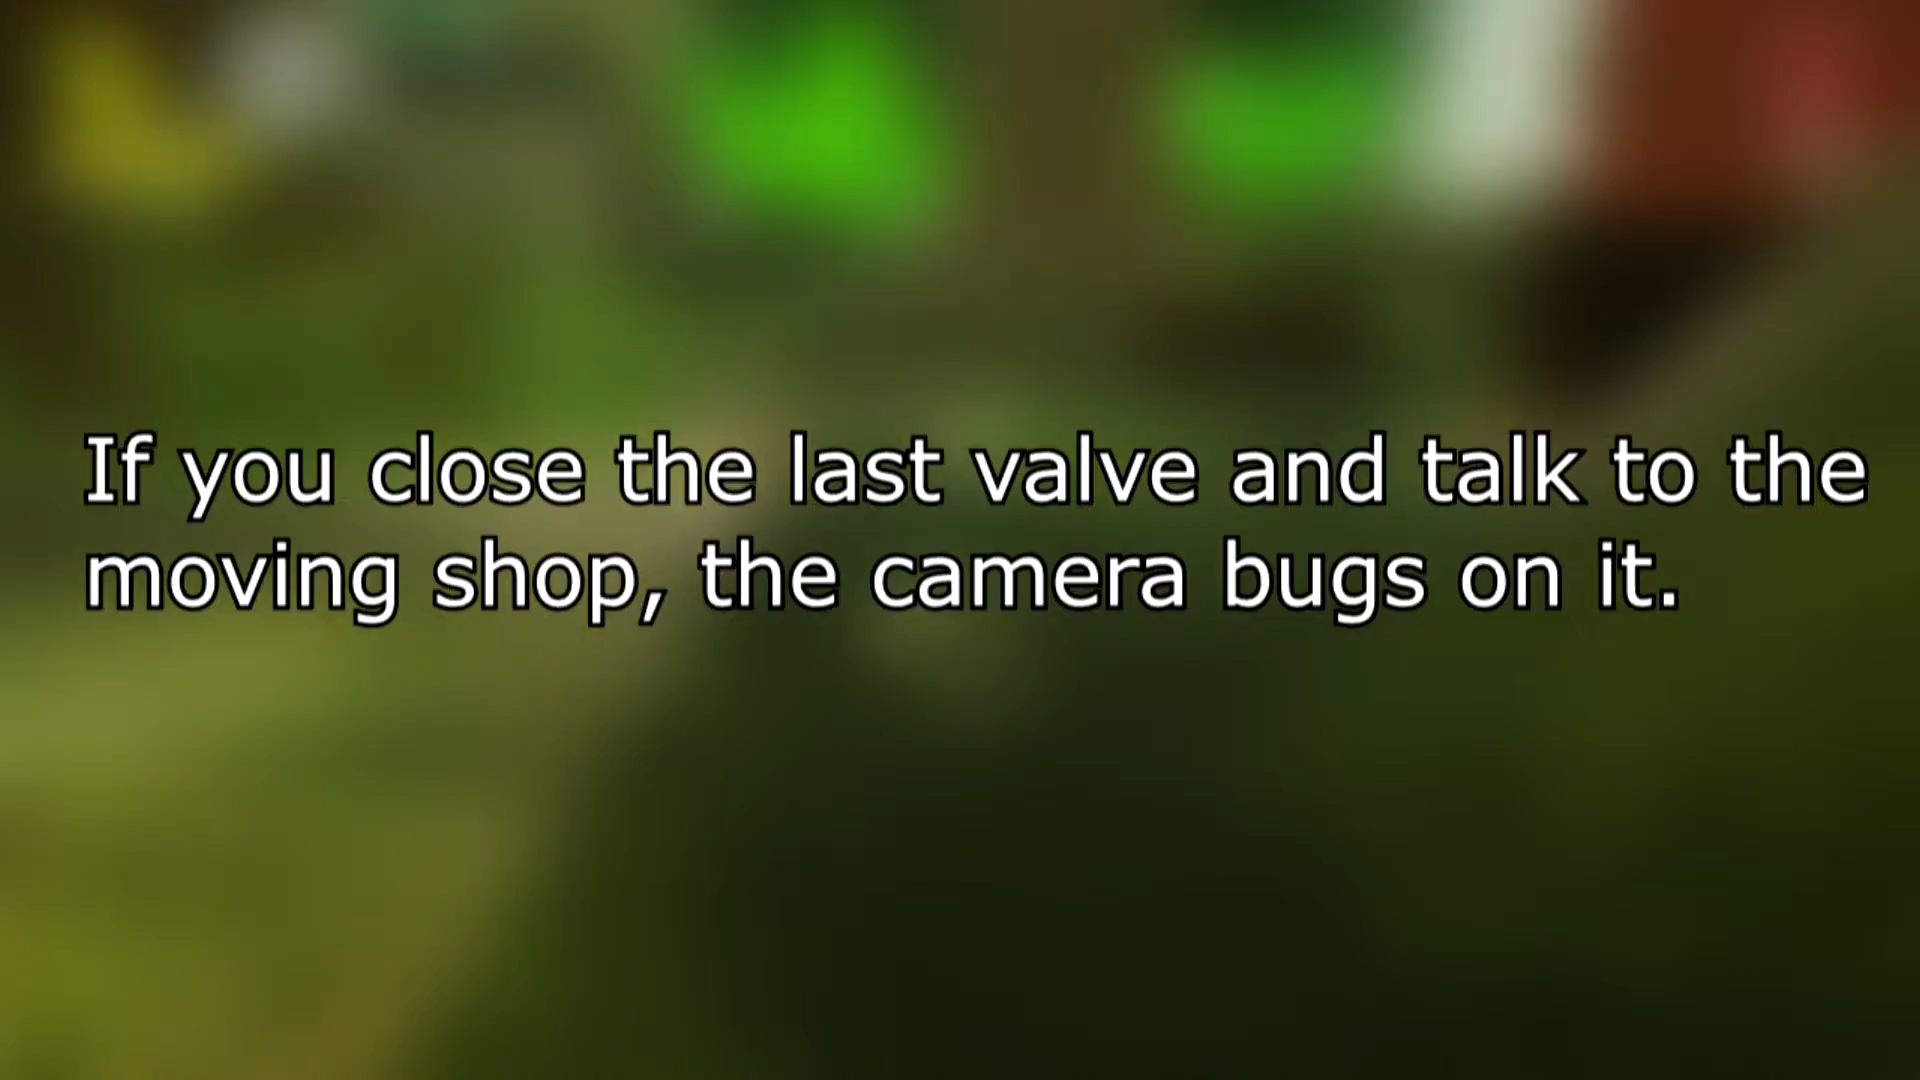 If you close the last valve and talk to the
moving shop, the camera bugs on it.